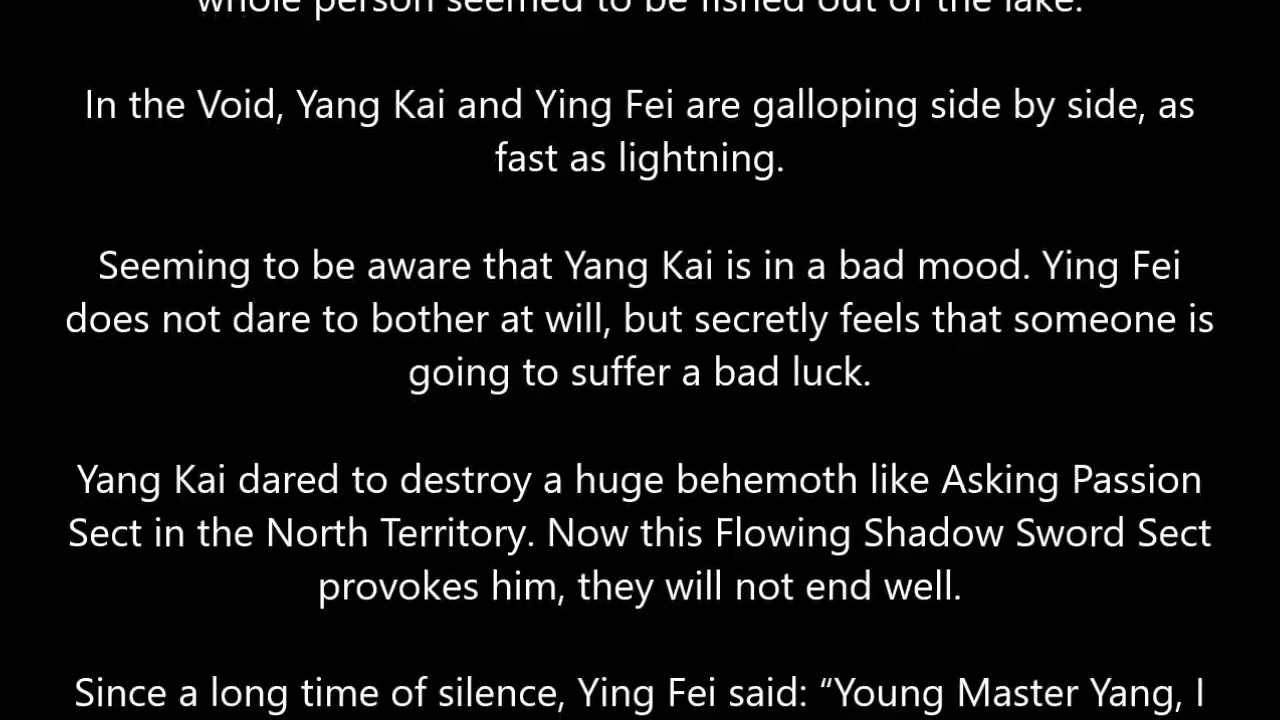 whole person seemed to be fished out of the lake.
In the Void, Yang Kai and Ying Fei are galloping side by side, as
fast as lightning.
Seeming to be aware that Yang Kai is in a bad mood. Ying Fei
does not dare to bother at will, but secretly feels that someone is
going to suffer a bad luck.
Yang Kai dared to destroy a huge behemoth like Asking Passion
Sect in the North Territory. Now this Flowing Shadow Sword Sect
provokes him, they will not end well.
Since a long time of silence, Ying Fei said: “Young Master Yang, I